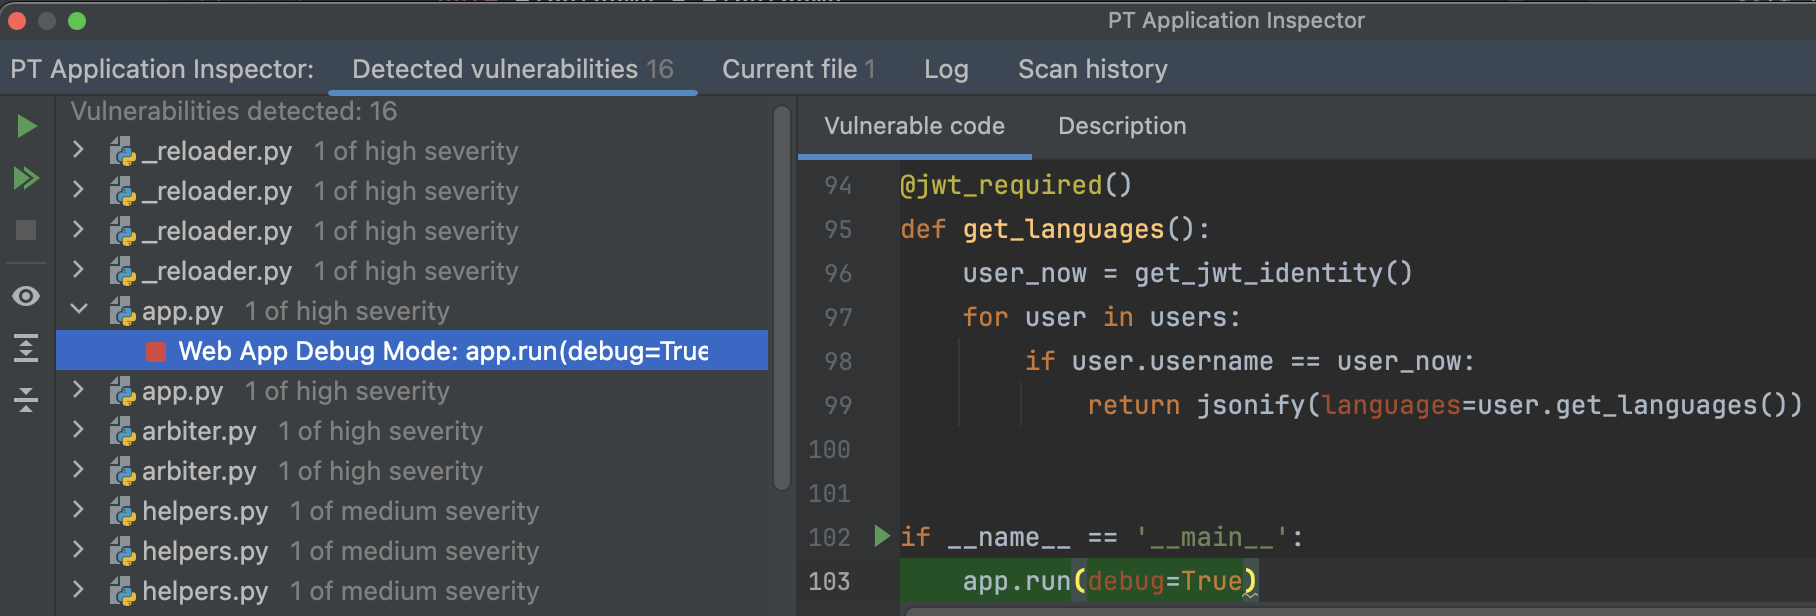 PT Application Inspector
PT Application Inspector: Detected vulnerabilities 16 Current file 1 Log Scan history
Vulnerabilities detected: 16
_reloader.py 1 of high severity
_reloader.py 1 of high severity
_reloader.py 1 of high severity
_reloader.py 1 of high severity
app.py 1 of high severity
Web App Debug Mode: app.run(debug=True
app.py 1 of high severity
arbiter.py 1 of high severity
arbiter.py 1 of high severity
helpers.py 1 of medium severity
helpers.py 1 of medium severity
helpers.py 1 of medium severity
Vulnerable code Description
94 @jwt_required()
95 def get_languages():
96 user_now = get_jwt_identity()
97 for user in users:
98 if user.username == user_now:
99 return jsonify(languages=user.get_languages())
100
101
102 if __name__ == '__main__':
103 app.run(debug=True)